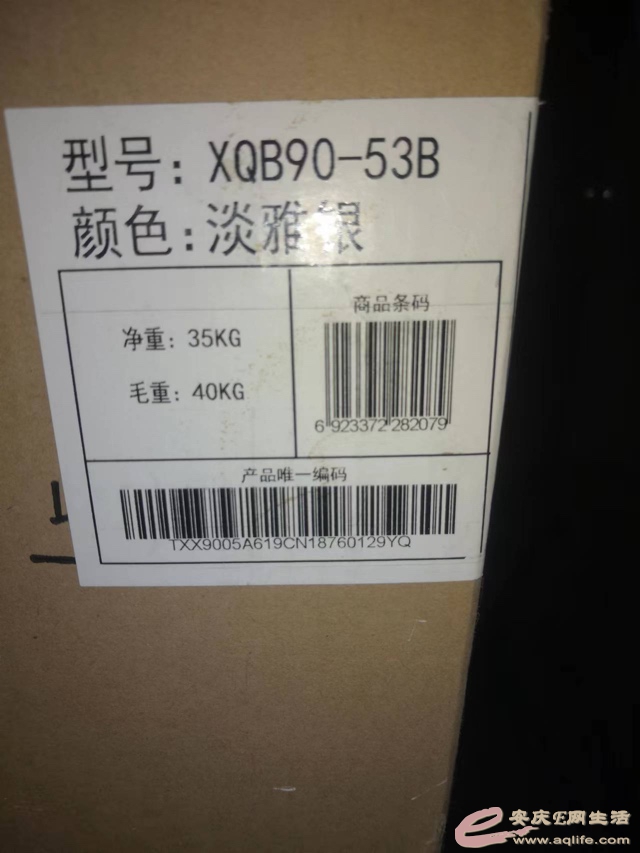 型号: XQB90-53B
颜色:淡雅银
净重: 35KG
毛重: 40KG
商品条码
6 923372 282079
产品唯一编码
TXX9005A619CN18760129YQ
安庆E网生活
www.aqlife.com